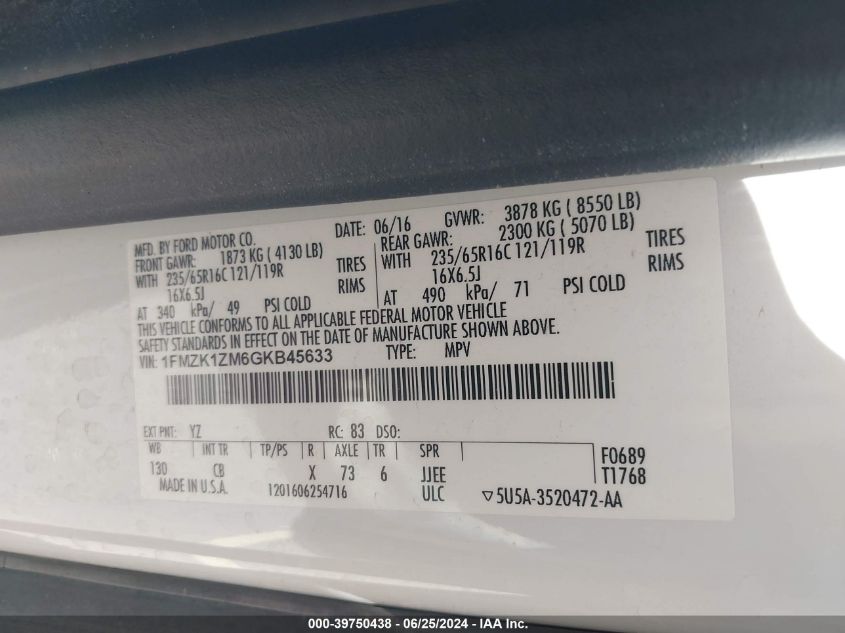 MFD. BY FORD MOTOR CO. DATE: 06/16 GVWR: 3878 KG ( 8550 LB)
FRONT GAWR: 1873 KG ( 4130 LB) REAR GAWR: 2300 KG ( 5070 LB)
WITH 235/65R16C 121/119R TIRES WITH 235/65R16C 121/119R TIRES
16X6.5J RIMS 16X6.5J RIMS
AT 340 kPa/ 49 PSI COLD AT 490 kPa/ 71 PSI COLD
THIS VEHICLE CONFORMS TO ALL APPLICABLE FEDERAL MOTOR VEHICLE
SAFETY STANDARDS IN EFFECT ON THE DATE OF MANUFACTURE SHOWN ABOVE.
VIN: 1FMZK1ZM6GKB45633 TYPE: MPV
EXT PNT: YZ RC: 83 DSO:
WB INT TR TP/PS R AXLE TR SPR F0689
130 CB X 73 6 JJEE T1768
MADE IN U.S.A. 1201606254716 ULC ▽5U5A-3520472-AA
000-39750438 - 06/25/2024 - IAA Inc.